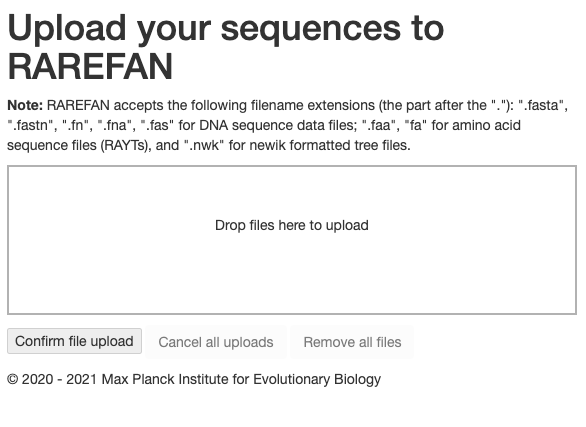 Upload your sequences to
RAREFAN
Note: RAREFAN accepts the following filename extensions (the part after the "."): ".fasta",
".fastn", ".fn", ".fna", ".fas" for DNA sequence data files; ".faa", "fa" for amino acid
sequence files (RAYTs), and ".nwk" for newik formatted tree files.
Drop files here to upload
Confirm file upload Cancel all uploads Remove all files
© 2020 - 2021 Max Planck Institute for Evolutionary Biology